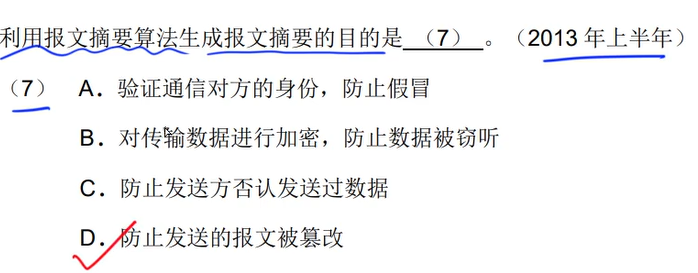 利用报文摘要算法生成报文摘要的目的是 （7） 。（2013 年上半年）
（7） A．验证通信对方的身份，防止假冒
B．对传输数据进行加密，防止数据被窃听
C．防止发送方否认发送过数据
D．防止发送的报文被篡改